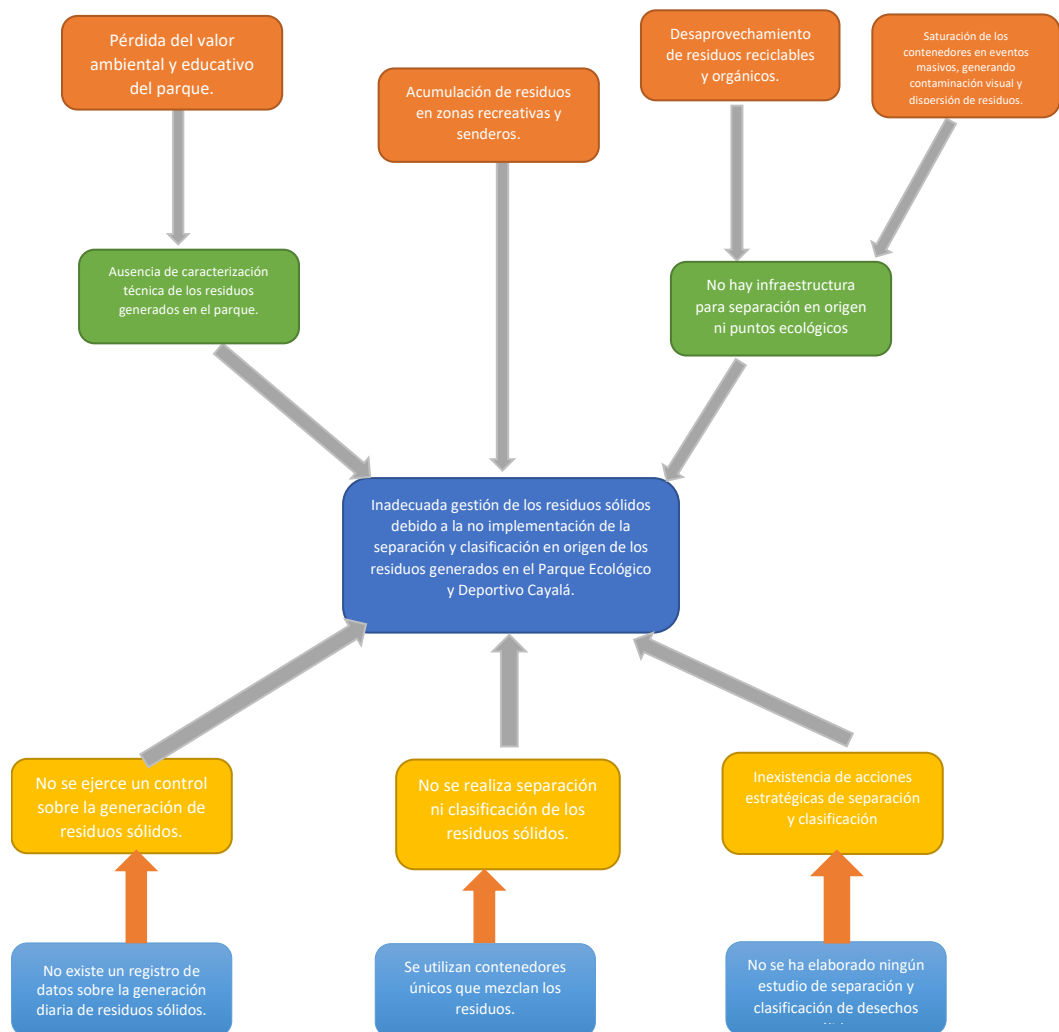 Pérdida del valor
ambiental y educativo
del parque.
Acumulación de residuos
en zonas recreativas y
senderos.
Desaprovechamiento
de residuos reciclables
y orgánicos.
Saturación de los
contenedores en eventos
masivos, generando
contaminación visual y
dispersión de residuos.
Ausencia de caracterización
técnica de los residuos
generados en el parque.
No hay infraestructura
para separación en origen
ni puntos ecológicos
Inadecuada gestión de los residuos sólidos
debido a la no implementación de la
separación y clasificación en origen de los
residuos generados en el Parque Ecológico
y Deportivo Cayalá.
No se ejerce un control
sobre la generación de
residuos sólidos.
No se realiza separación
ni clasificación de los
residuos sólidos.
Inexistencia de acciones
estratégicas de separación
y clasificación
No existe un registro de
datos sobre la generación
diaria de residuos sólidos.
Se utilizan contenedores
únicos que mezclan los
residuos.
No se ha elaborado ningún
estudio de separación y
clasificación de desechos